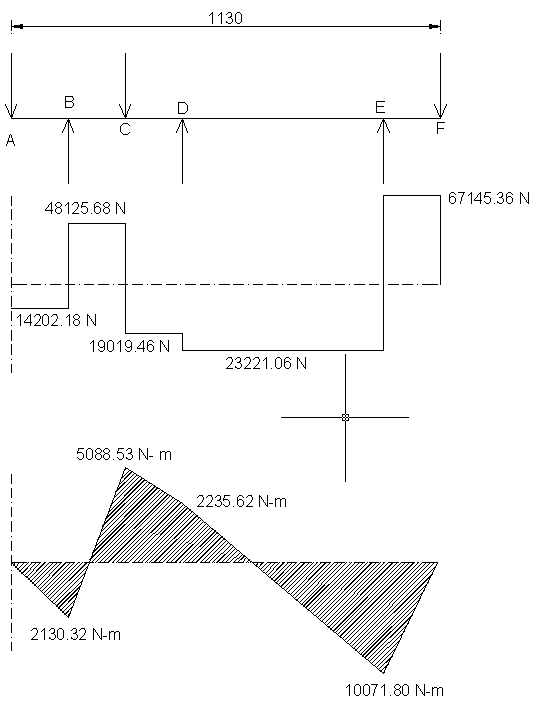 1130
B
D
E
A
C
F
48125.68 N
67145.36 N
14202.18 N
19019.46 N
23221.06 N
5088.53 N- m
2235.62 N-m
2130.32 N-m
10071.80 N-m